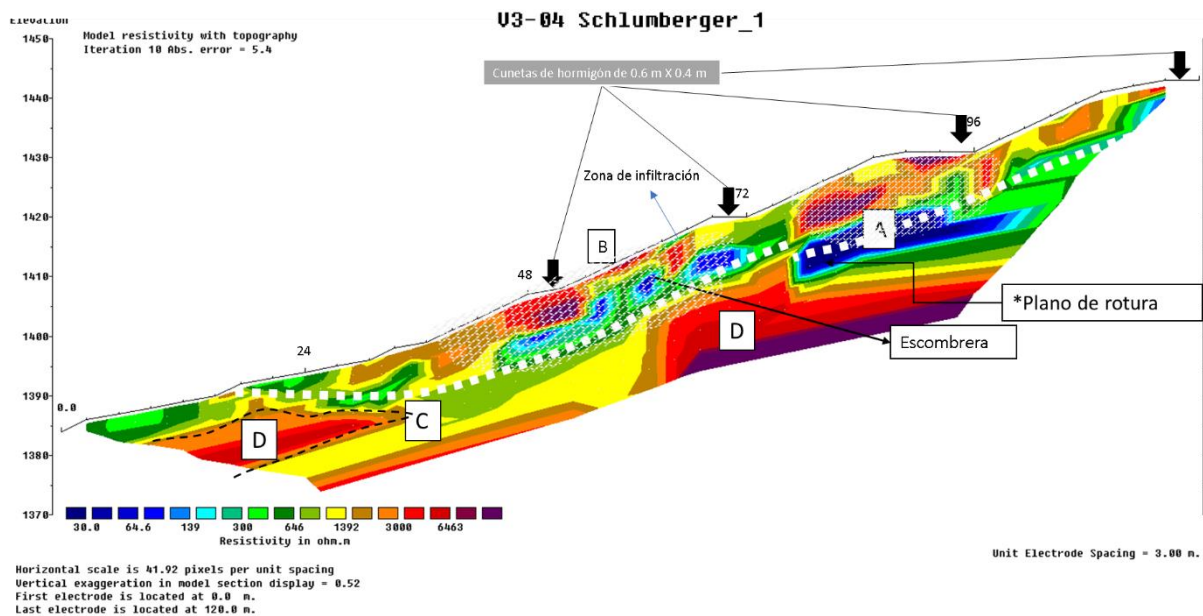 V3-04 Schlumberger_1
Elevation
1450
Model resistivity with topography
Iteration 10 Abs. error = 5.4
Cunetas de hormigón de 0.6 m X 0.4 m
1440
96
1430
Zona de infiltración
72
1420
A
B
48
1410
*Plano de rotura
D
Escombrera
1400
24
1390
0.0
C
D
1380
1370
30.0 64.6 139 300 646 1392 3000 6463
Resistivity in ohm.m
Unit Electrode Spacing = 3.00 m.
Horizontal scale is 41.92 pixels per unit spacing
Vertical exaggeration in model section display = 0.52
First electrode is located at 0.0 m.
Last electrode is located at 120.0 m.